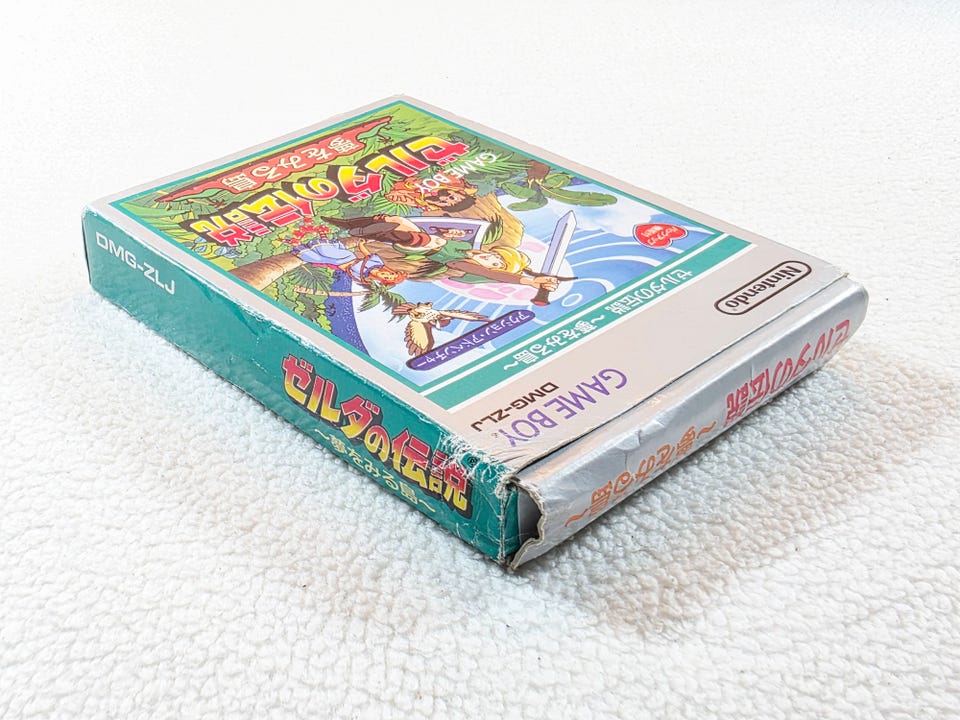 GAME BOY
ゼルダの伝説
夢をみる島
アクション・アドベンチャー
ゼルダの伝説 ～夢をみる島～
GAME BOY
DMG-ZLJ
Nintendo
DMG-ZLJ
ゼルダの伝説
～夢をみる島～
ゼルダの伝説
～夢をみる島～